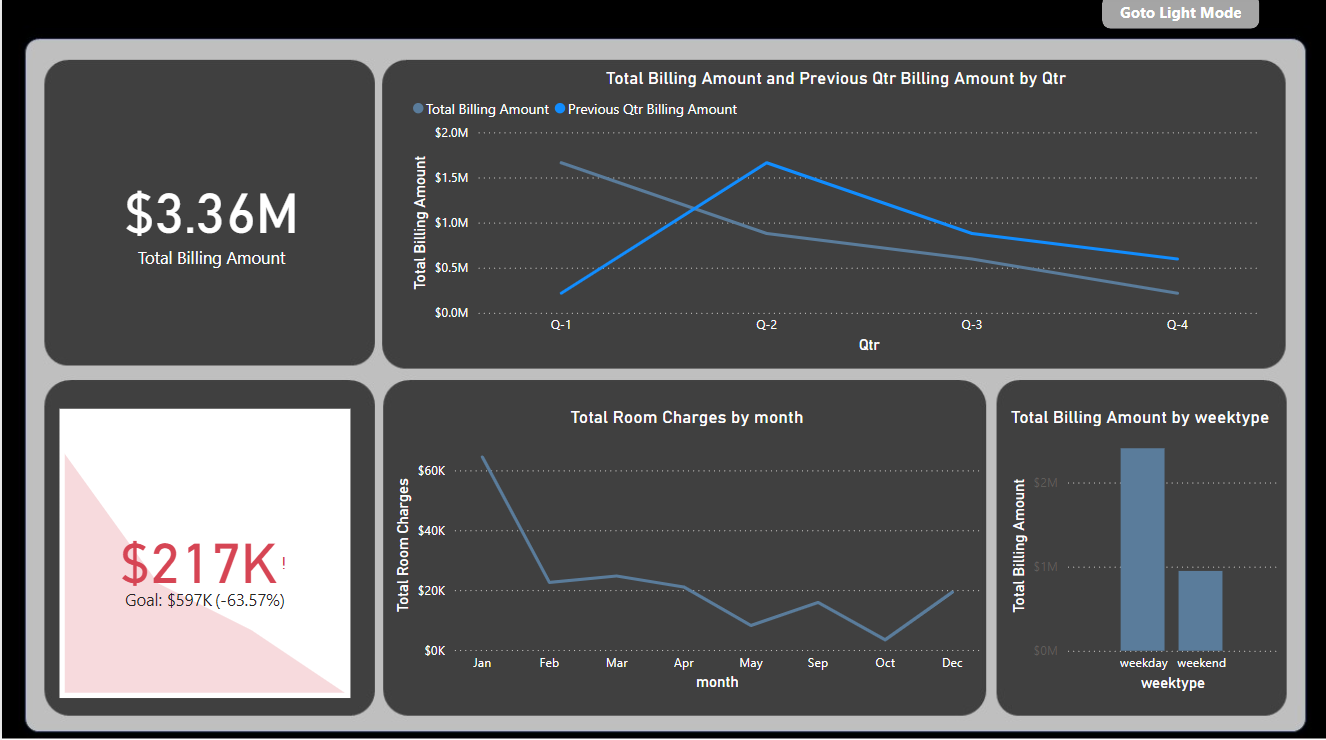 Goto Light Mode
$3.36M
Total Billing Amount
Total Billing Amount and Previous Qtr Billing Amount by Qtr
Total Billing Amount Previous Qtr Billing Amount
Total Billing Amount
$2.0M
$1.5M
$1.0M
$0.5M
$0.0M
Q-1 Q-2 Q-3 Q-4
Qtr
$217K!
Goal: $597K (-63.57%)
Total Room Charges by month
Total Room Charges
$60K
$40K
$20K
$0K
Jan Feb Mar Apr May Sep Oct Dec
month
Total Billing Amount by weektype
Total Billing Amount
$2M
$1M
$0M
weekday weekend
weektype